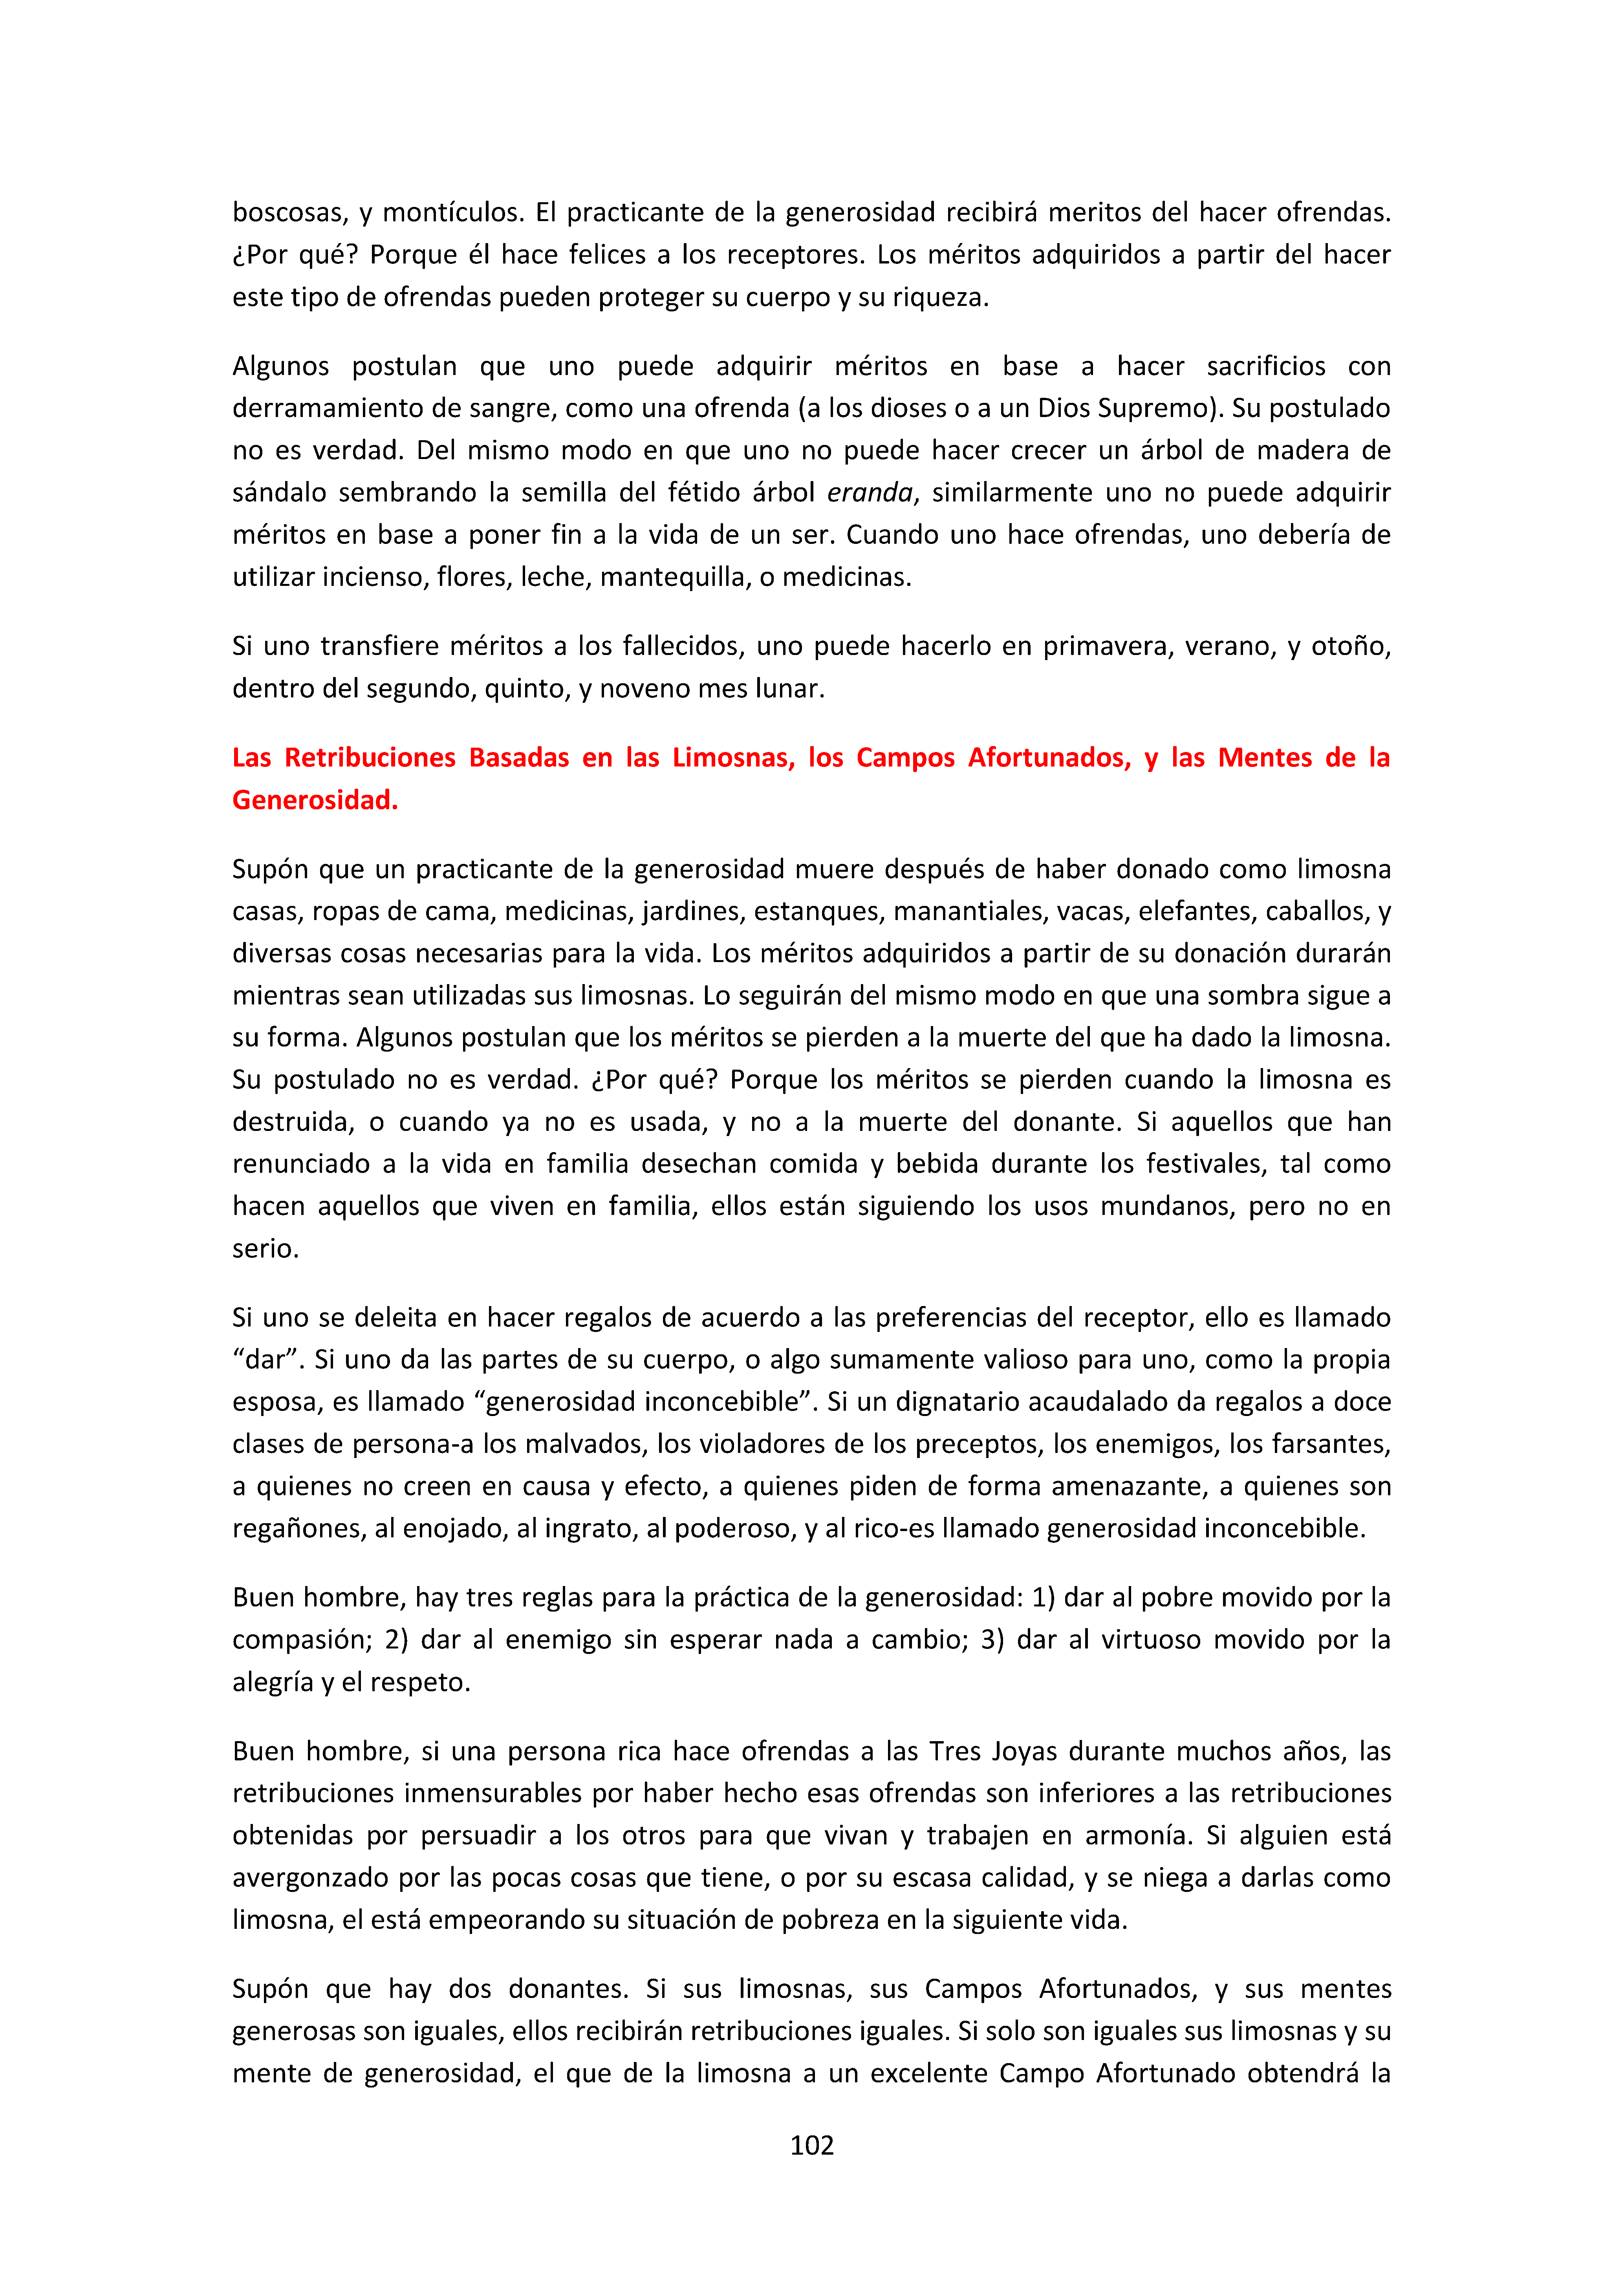 boscosas, y montículos. El practicante de la generosidad recibirá meritos del hacer ofrendas.
¿Por qué? Porque él hace felices a los receptores. Los méritos adquiridos a partir del hacer
este tipo de ofrendas pueden proteger su cuerpo y su riqueza.
Algunos postulan que uno puede adquirir méritos en base a hacer sacrificios con
derramamiento de sangre, como una ofrenda (a los dioses o a un Dios Supremo). Su postulado
no es verdad. Del mismo modo en que uno no puede hacer crecer un árbol de madera de
sándalo sembrando la semilla del fétido árbol eranda, similarmente uno no puede adquirir
méritos en base a poner fin a la vida de un ser. Cuando uno hace ofrendas, uno debería de
utilizar incienso, flores, leche, mantequilla, o medicinas.
Si uno transfiere méritos a los fallecidos, uno puede hacerlo en primavera, verano, y otoño,
dentro del segundo, quinto, y noveno mes lunar.
Las Retribuciones Basadas en las Limosnas, los Campos Afortunados, y las Mentes de la
Generosidad.
Supón que un practicante de la generosidad muere después de haber donado como limosna
casas, ropas de cama, medicinas, jardines, estanques, manantiales, vacas, elefantes, caballos, y
diversas cosas necesarias para la vida. Los méritos adquiridos a partir de su donación durarán
mientras sean utilizadas sus limosnas. Lo seguirán del mismo modo en que una sombra sigue a
su forma. Algunos postulan que los méritos se pierden a la muerte del que ha dado la limosna.
Su postulado no es verdad. ¿Por qué? Porque los méritos se pierden cuando la limosna es
destruida, o cuando ya no es usada, y no a la muerte del donante. Si aquellos que han
renunciado a la vida en familia desechan comida y bebida durante los festivales, tal como
hacen aquellos que viven en familia, ellos están siguiendo los usos mundanos, pero no en
serio.
Si uno se deleita en hacer regalos de acuerdo a las preferencias del receptor, ello es llamado
“dar”. Si uno da las partes de su cuerpo, o algo sumamente valioso para uno, como la propia
esposa, es llamado “generosidad inconcebible”. Si un dignatario acaudalado da regalos a doce
clases de persona-a los malvados, los violadores de los preceptos, los enemigos, los farsantes,
a quienes no creen en causa y efecto, a quienes piden de forma amenazante, a quienes son
regañones, al enojado, al ingrato, al poderoso, y al rico-es llamado generosidad inconcebible.
Buen hombre, hay tres reglas para la práctica de la generosidad: 1) dar al pobre movido por la
compasión; 2) dar al enemigo sin esperar nada a cambio; 3) dar al virtuoso movido por la
alegría y el respeto.
Buen hombre, si una persona rica hace ofrendas a las Tres Joyas durante muchos años, las
retribuciones inmensurables por haber hecho esas ofrendas son inferiores a las retribuciones
obtenidas por persuadir a los otros para que vivan y trabajen en armonía. Si alguien está
avergonzado por las pocas cosas que tiene, o por su escasa calidad, y se niega a darlas como
limosna, el está empeorando su situación de pobreza en la siguiente vida.
Supón que hay dos donantes. Si sus limosnas, sus Campos Afortunados, y sus mentes
generosas son iguales, ellos recibirán retribuciones iguales. Si solo son iguales sus limosnas y su
mente de generosidad, el que de la limosna a un excelente Campo Afortunado obtendrá la
102